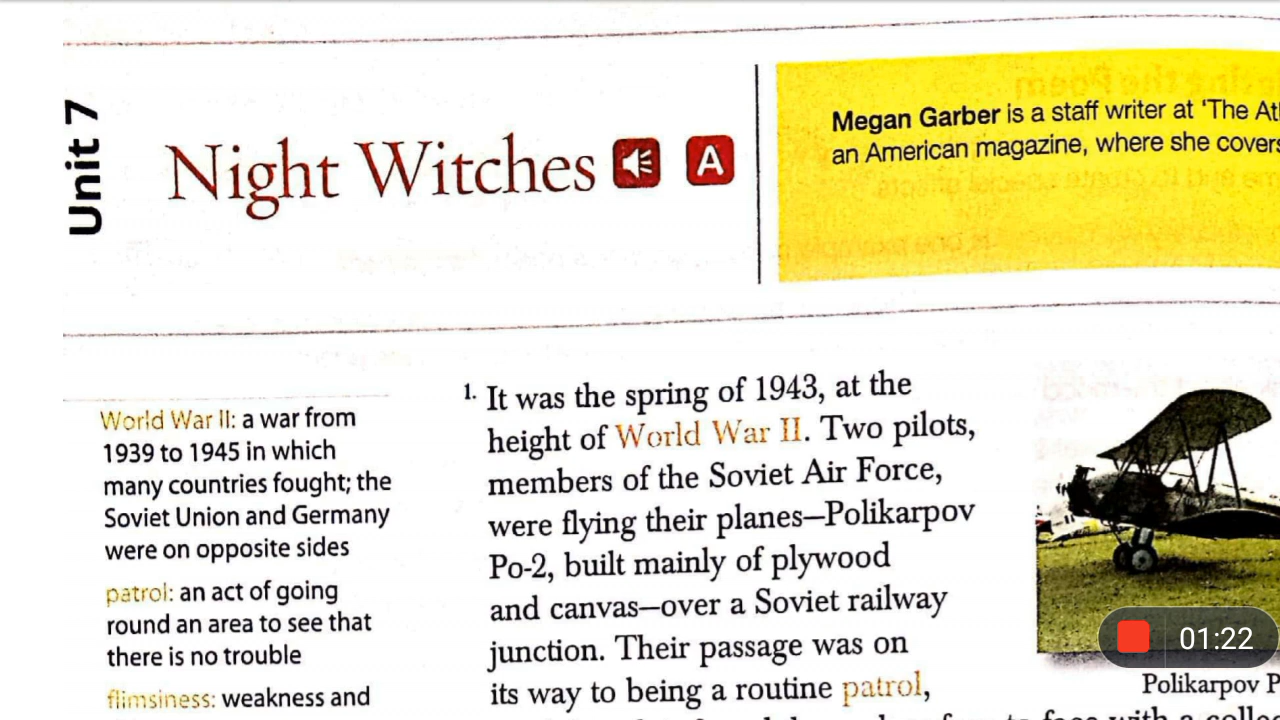 Unit 7
Night Witches
A
Megan Garber is a staff writer at 'The
an American magazine, where she covers
World War II: a war from
1939 to 1945 in which
many countries fought; the
Soviet Union and Germany
were on opposite sides
patrol: an act of going
round an area to see that
there is no trouble
flimsiness: weakness and
1. It was the spring of 1943, at the
height of World War II. Two pilots,
members of the Soviet Air Force,
were flying their planes—Polikarpov
Po-2, built mainly of plywood
and canvas—over a Soviet railway
junction. Their passage was on
its way to being a routine patrol,
to face with a
Polikarpov P
01:22